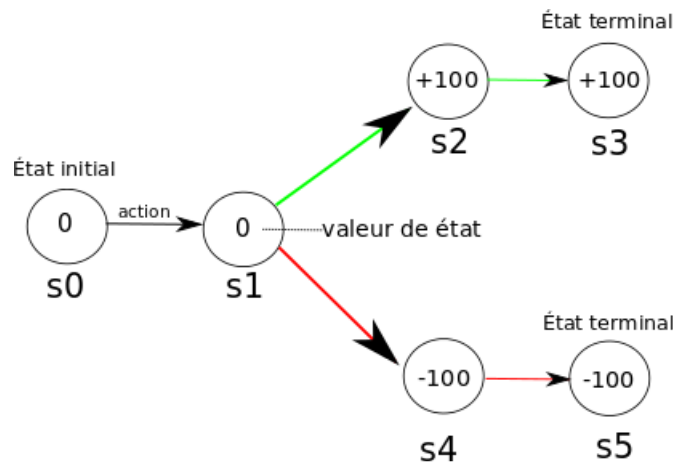 État terminal
+100
+100
s2
s3
État initial
0
action
0
valeur de état
s0
s1
État terminal
-100
-100
s4
s5